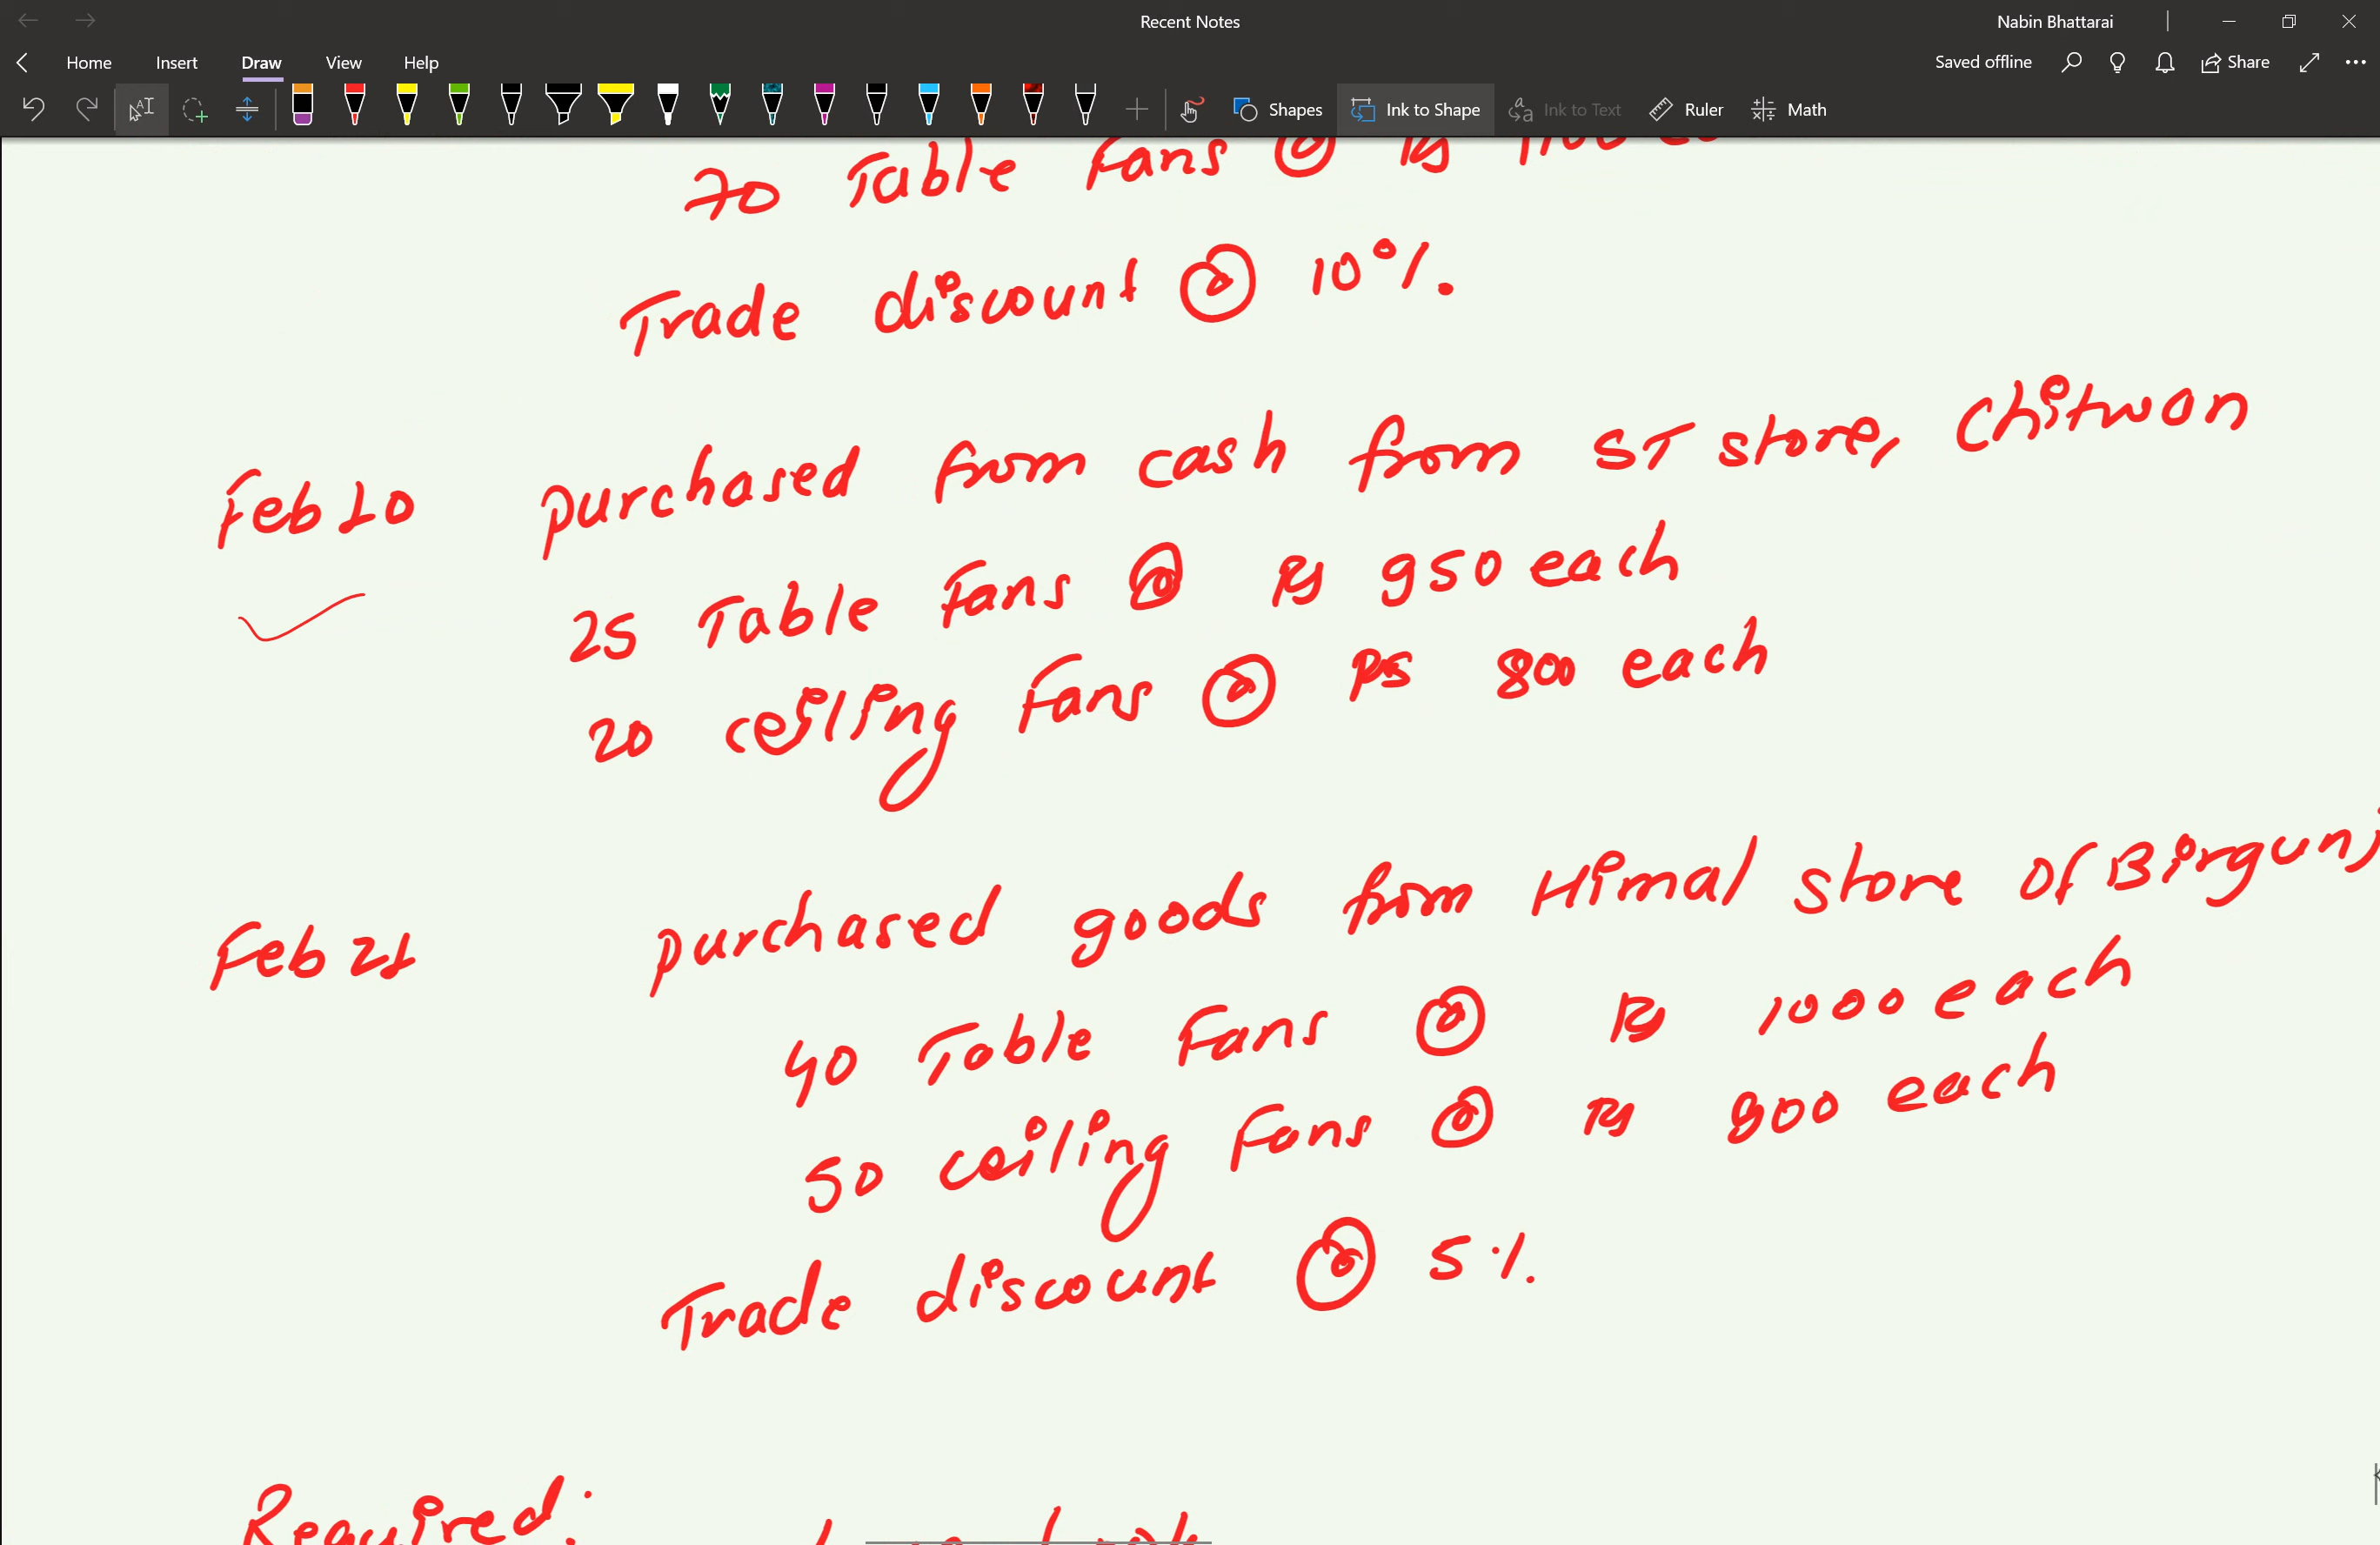 Recent Notes
Nabin Bhattarai
Home Insert Draw View Help
Saved offline Share
Shapes Ink to Shape Ink to Text Ruler Math
70 Table Fans @ Rs
Trade discount @ 10%.
Feb 10 purchased from cash from ST store, Chitwan
25 Table Fans @ Rs 950 each
20 ceiling Fans @ Rs 800 each
Feb 21 purchased goods from Himal store of Birgunj
40 Table Fans @ Rs 1000 each
50 ceiling Fans @ Rs 900 each
Trade discount @ 5%.
Required: